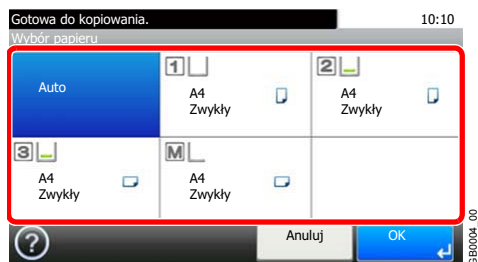 Gotowa do kopiowania. 10:10
Wybór papieru
Auto
1
A4
Zwykły
2
A4
Zwykły
3
A4
Zwykły
M
A4
Zwykły
?
Anuluj
OK
GB0004_00